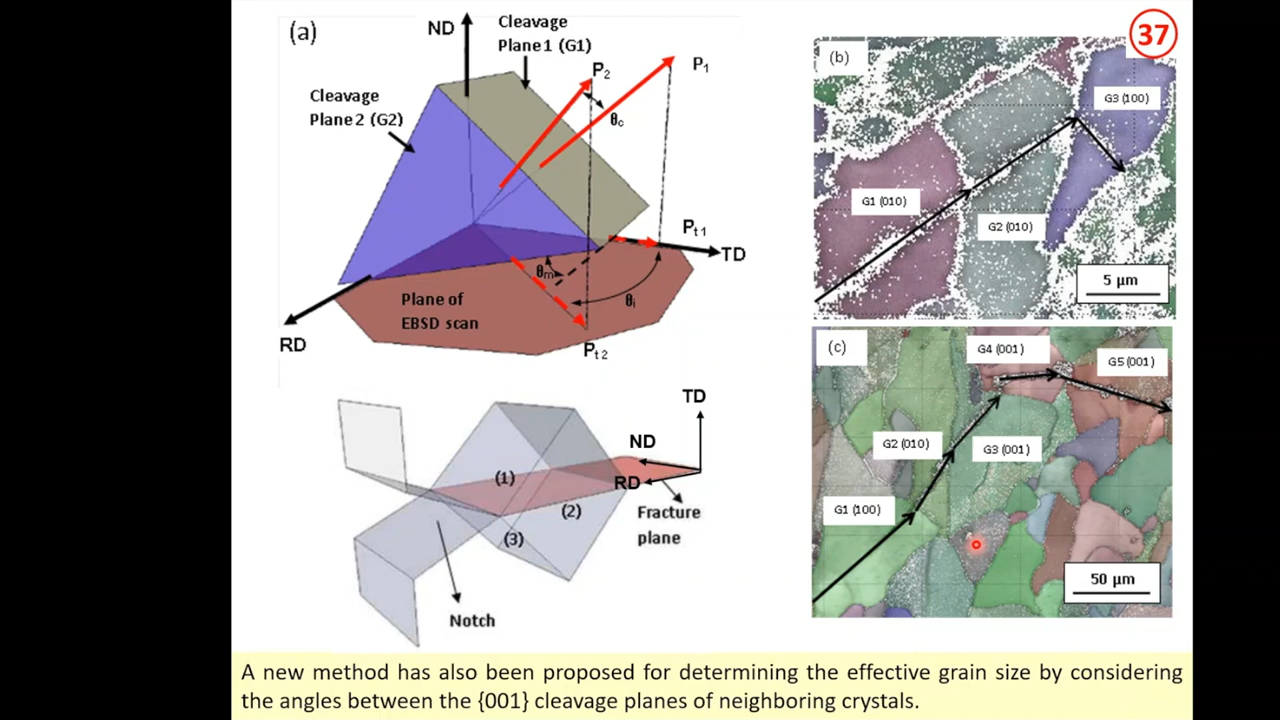 (a)
ND
Cleavage
Plane1 (G1)
P2
P1
θc
Cleavage
Plane 2 (G2)
Pt1
TD
θm
θi
Plane of
EBSD scan
RD
Pt2
TD
ND
RD
(1)
(2)
(3)
Fracture
plane
Notch
37
(b)
G3 (100)
G1 (010)
G2 (010)
5 µm
(c)
G4 (001)
G5 (001)
G2 (010)
G3 (001)
G1 (100)
50 µm
A new method has also been proposed for determining the effective grain size by considering
the angles between the {001} cleavage planes of neighboring crystals.